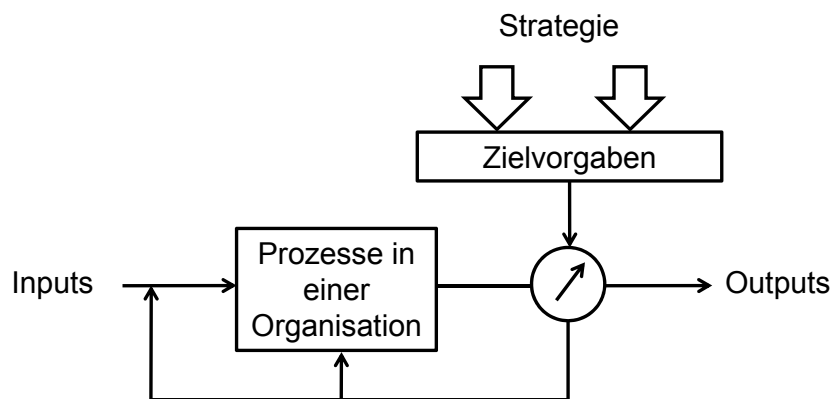 Strategie
Zielvorgaben
Inputs
Prozesse in
einer
Organisation
Outputs